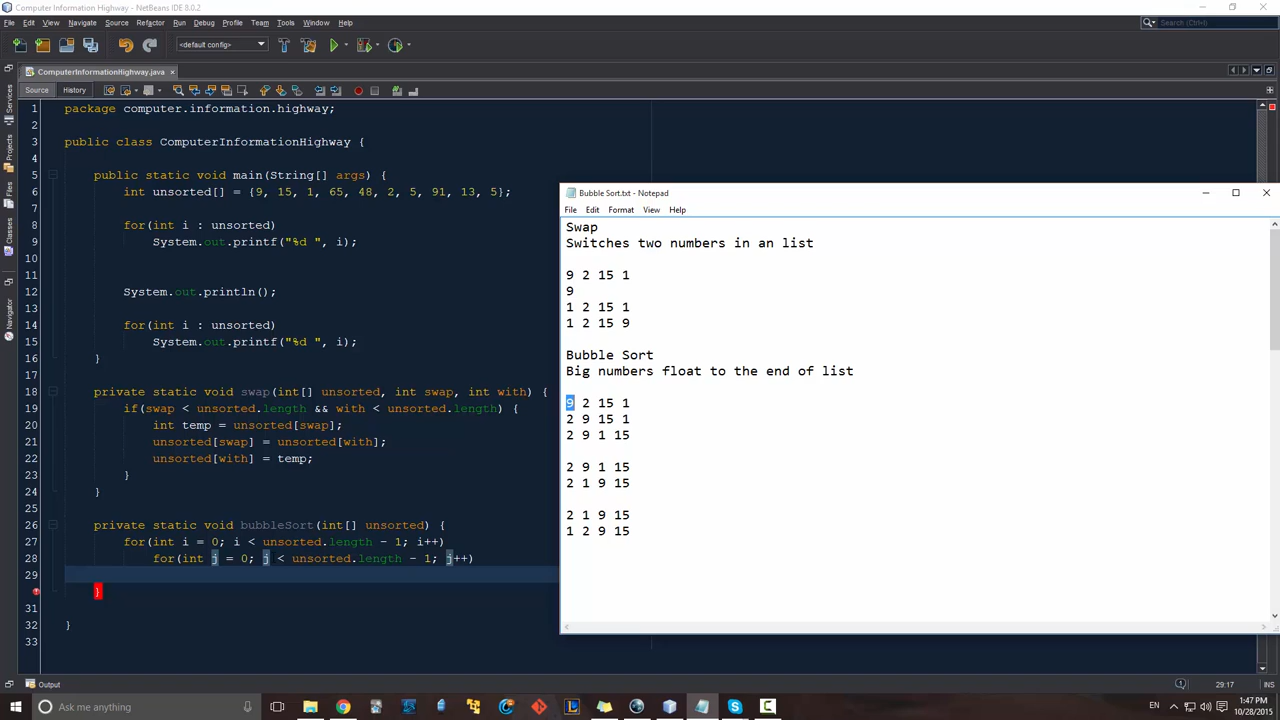 Computer Information Highway - NetBeans IDE 8.0.2
File Edit View Navigate Source Refactor Run Debug Profile Team Tools Window Help
Search (Ctrl+I)
<default config>
ComputerInformationHighway.java
Source History
Services
Projects
Files
Classes
Navigator
1 package computer.information.highway;
2
3 public class ComputerInformationHighway {
4
5 public static void main(String[] args) {
6 int unsorted[] = {9, 15, 1, 65, 48, 2, 5, 91, 13, 5};
7
8 for(int i : unsorted)
9 System.out.printf("%d ", i);
10
11
12 System.out.println();
13
14 for(int i : unsorted)
15 System.out.printf("%d ", i);
16 }
17
18 private static void swap(int[] unsorted, int swap, int with) {
19 if(swap < unsorted.length && with < unsorted.length) {
20 int temp = unsorted[swap];
21 unsorted[swap] = unsorted[with];
22 unsorted[with] = temp;
23 }
24 }
25
26 private static void bubbleSort(int[] unsorted) {
27 for(int i = 0; i < unsorted.length - 1; i++)
28 for(int j = 0; j < unsorted.length - 1; j++)
29
}
31
32 }
33
Bubble Sort.txt - Notepad
File Edit Format View Help
Swap
Switches two numbers in an list
9 2 15 1
9
1 2 15 1
1 2 15 9
Bubble Sort
Big numbers float to the end of list
9 2 15 1
2 9 15 1
2 9 1 15
2 9 1 15
2 1 9 15
2 1 9 15
1 2 9 15
Output
29:17 INS
Ask me anything
EN
1:47 PM
10/28/2015